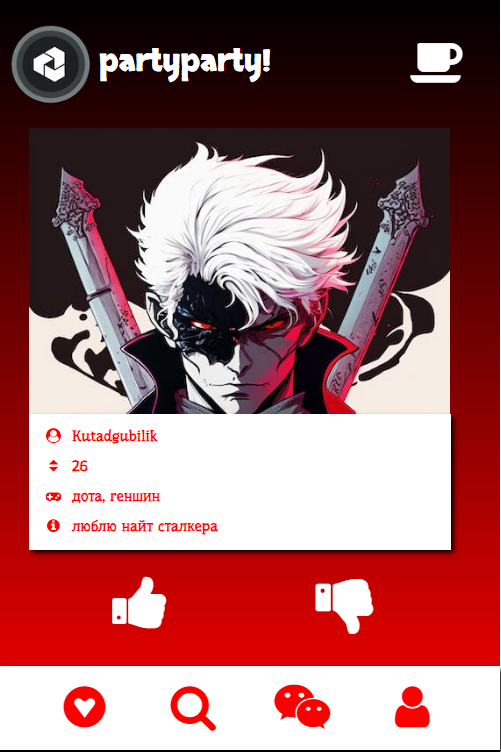 partyparty!
Kutadgubilik
26
дота, геншин
люблю найт сталкера